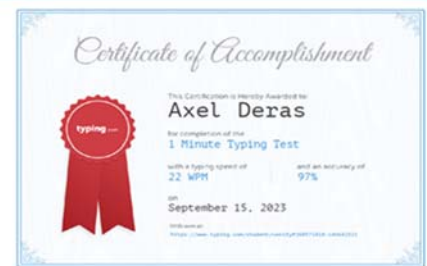 Certificate of Accomplishment
This Certification is Hereby Awarded to:
Axel Deras
typing.com
for completion of the
1 Minute Typing Test
with a typing speed of and an accuracy of
22 WPM 97%
on
September 15, 2023